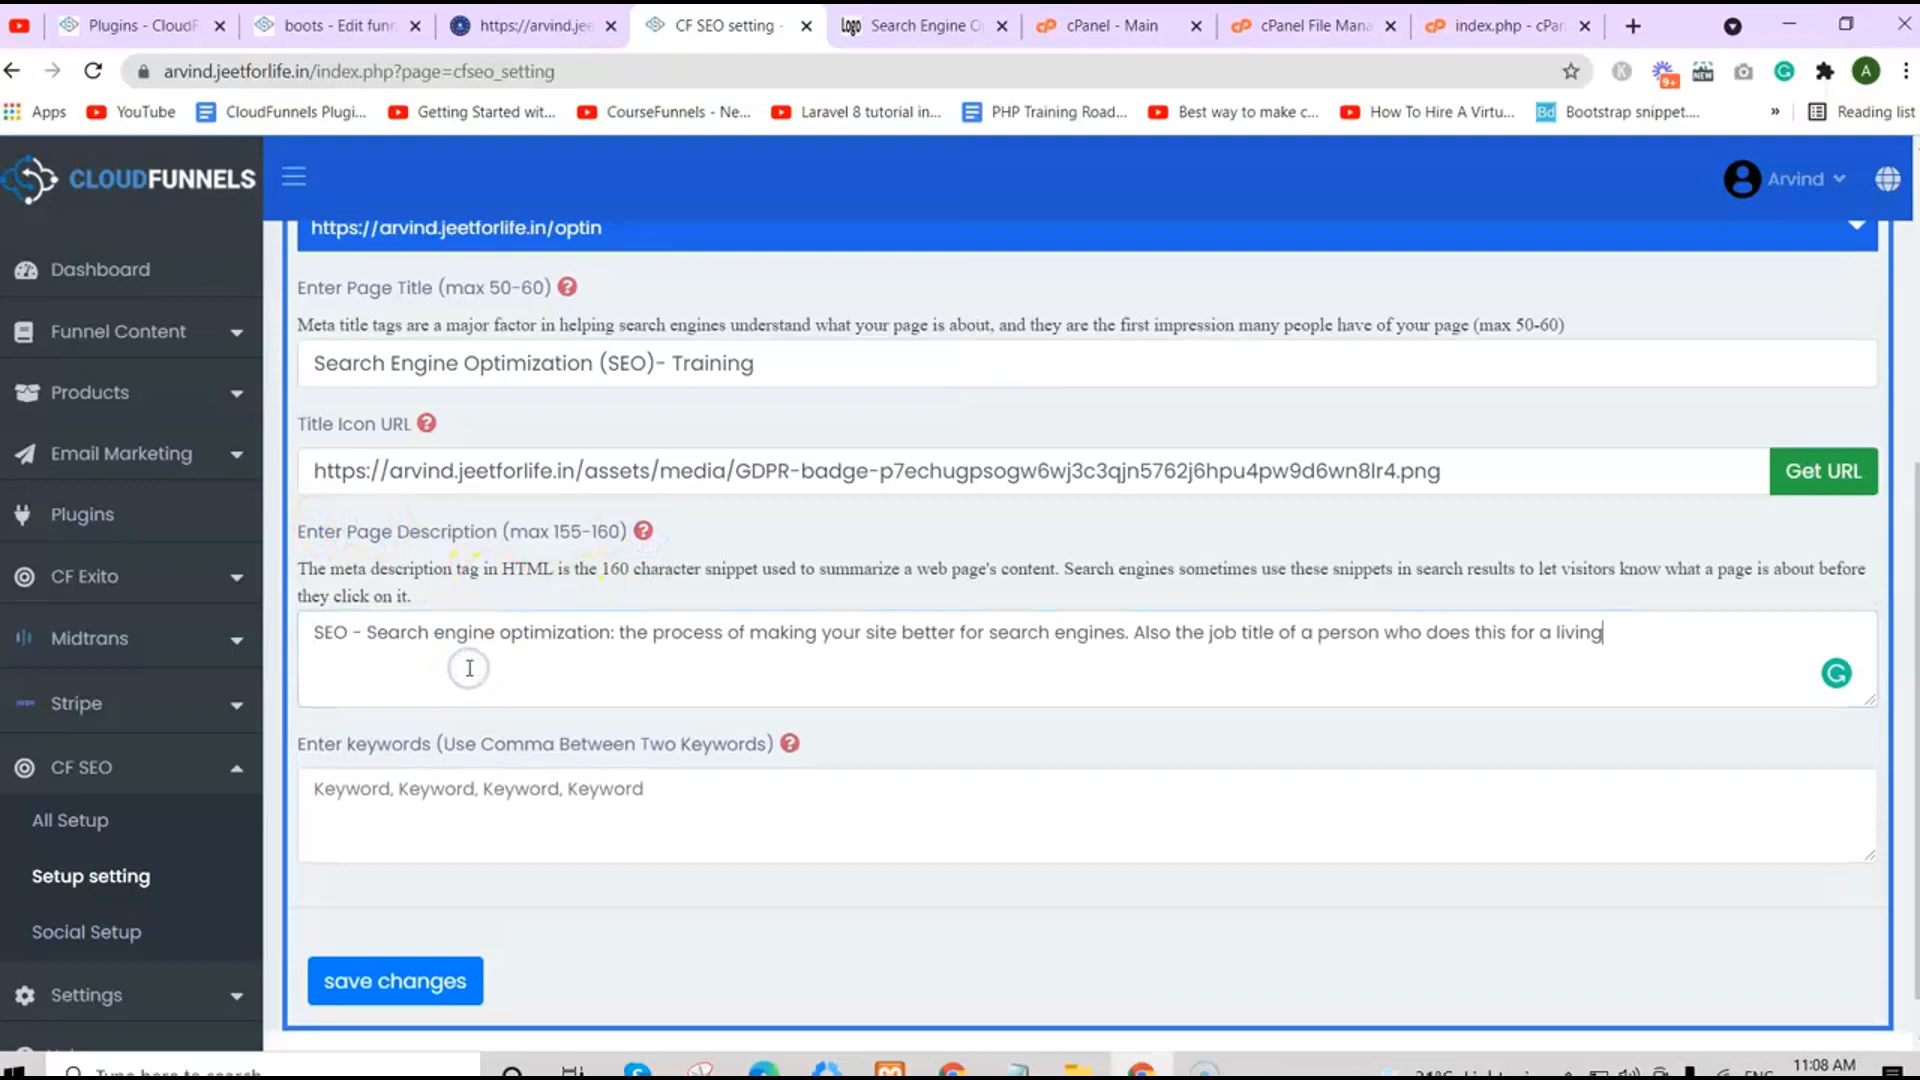 Plugins - CloudF
boots - Edit funn
https://arvind.jee
CF SEO setting -
Logo
Search Engine O
cPanel - Main
cPanel File Mana
index.php - cPan
arvind.jeetforlife.in/index.php?page=cfseo_setting
9+
NEW
A
Apps
YouTube
CloudFunnels Plugi...
Getting Started wit...
CourseFunnels - Ne...
Laravel 8 tutorial in...
PHP Training Road...
Best way to make c...
How To Hire A Virtu...
Bd
Bootstrap snippet....
»
Reading list
CLOUDFUNNELS
Arvind
Dashboard
Funnel Content
Products
Email Marketing
Plugins
CF Exito
Midtrans
Stripe
CF SEO
All Setup
Setup setting
Social Setup
Settings
https://arvind.jeetforlife.in/optin
Enter Page Title (max 50-60)
Meta title tags are a major factor in helping search engines understand what your page is about, and they are the first impression many people have of your page (max 50-60)
Search Engine Optimization (SEO)- Training
Title Icon URL
https://arvind.jeetforlife.in/assets/media/GDPR-badge-p7echugpsogw6wj3c3qjn5762j6hpu4pw9d6wn8lr4.png
Get URL
Enter Page Description (max 155-160)
The meta description tag in HTML is the 160 character snippet used to summarize a web page's content. Search engines sometimes use these snippets in search results to let visitors know what a page is about before
they click on it.
SEO - Search engine optimization: the process of making your site better for search engines. Also the job title of a person who does this for a living
Enter keywords (Use Comma Between Two Keywords)
Keyword, Keyword, Keyword, Keyword
save changes
Type here to search
11:08 AM